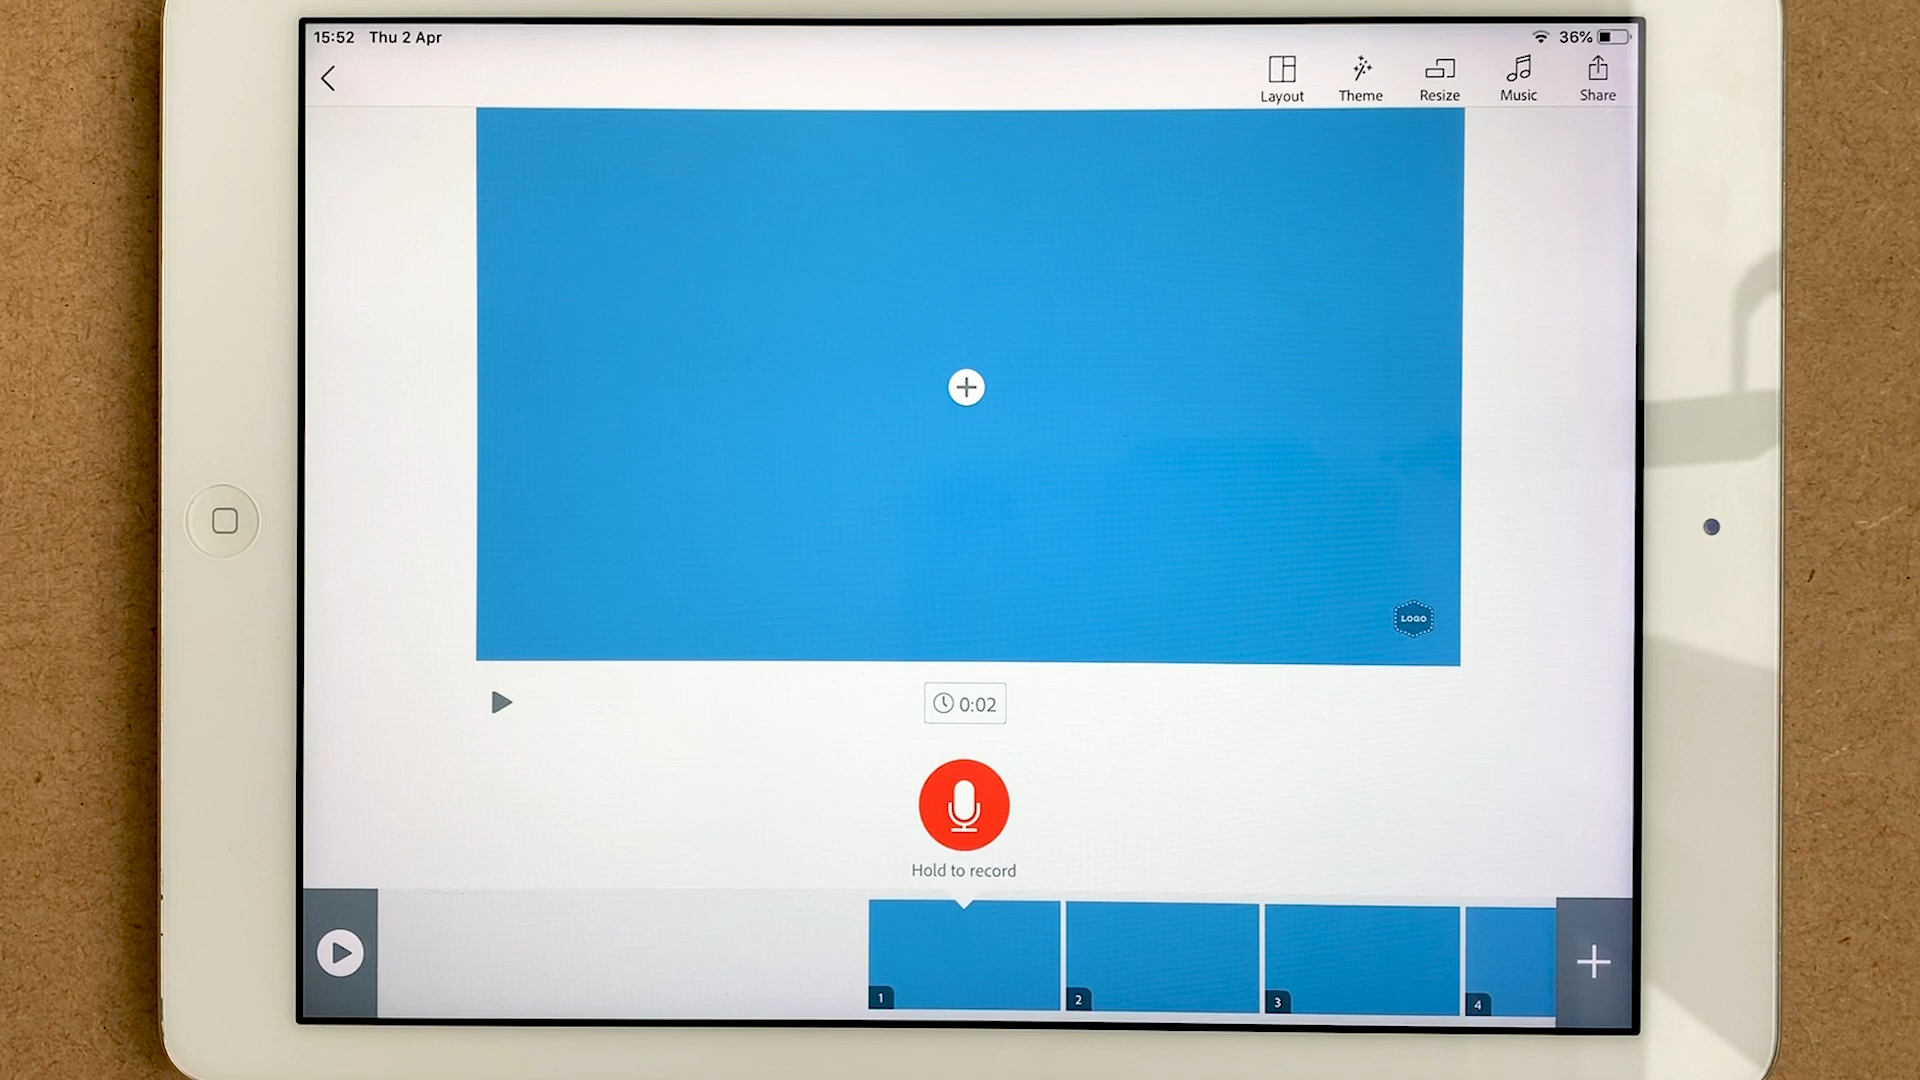 15:52 Thu 2 Apr 36%
Layout Theme Resize Music Share
LOGO
0:02
Hold to record
1 2 3 4